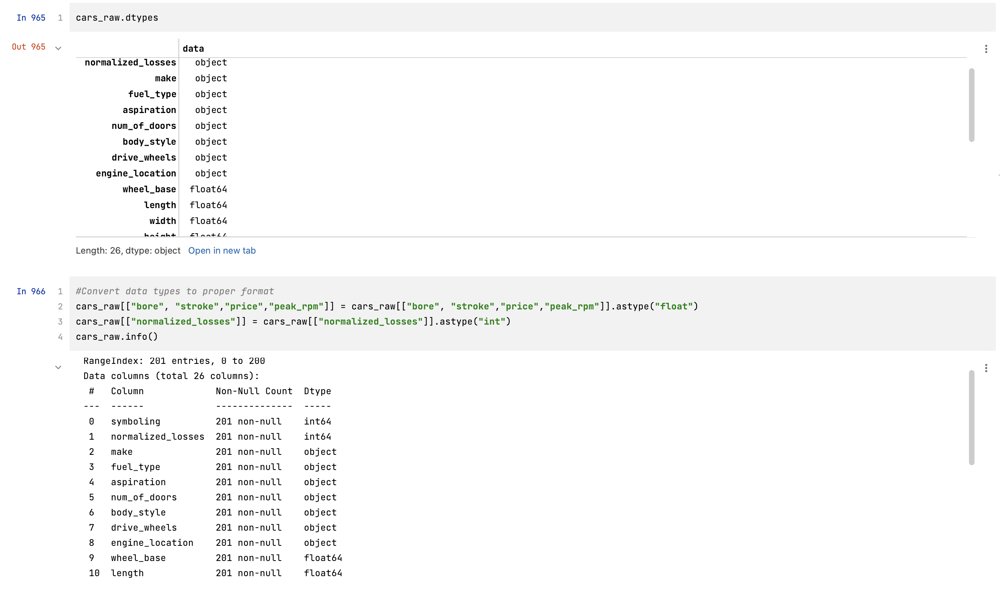 In 965 1 cars_raw.dtypes
Out 965
data
normalized_losses object
make object
fuel_type object
aspiration object
num_of_doors object
body_style object
drive_wheels object
engine_location object
wheel_base float64
length float64
width float64
height float64
Length: 26, dtype: object Open in new tab
In 966 1 #Convert data types to proper format
2 cars_raw[["bore", "stroke","price","peak_rpm"]] = cars_raw[["bore", "stroke","price","peak_rpm"]].astype("float")
3 cars_raw[["normalized_losses"]] = cars_raw[["normalized_losses"]].astype("int")
4 cars_raw.info()
RangeIndex: 201 entries, 0 to 200
Data columns (total 26 columns):
# Column Non-Null Count Dtype
--- ------ -------------- -----
0 symboling 201 non-null int64
1 normalized_losses 201 non-null int64
2 make 201 non-null object
3 fuel_type 201 non-null object
4 aspiration 201 non-null object
5 num_of_doors 201 non-null object
6 body_style 201 non-null object
7 drive_wheels 201 non-null object
8 engine_location 201 non-null object
9 wheel_base 201 non-null float64
10 length 201 non-null float64